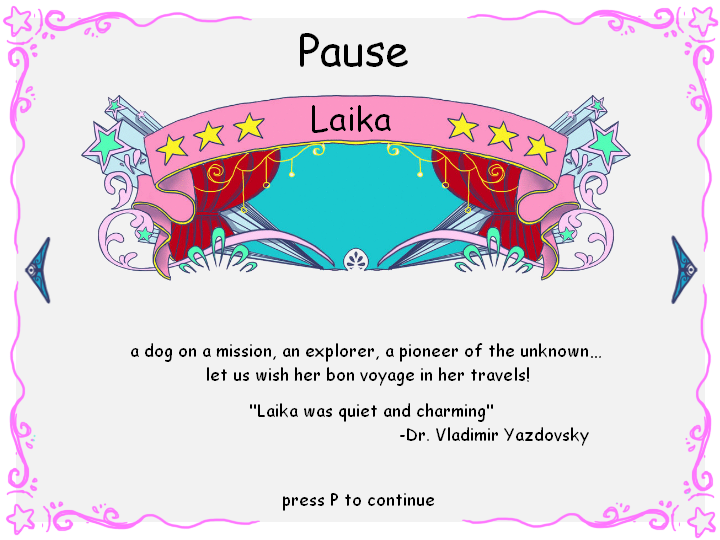 Pause
Laika
a dog on a mission, an explorer, a pioneer of the unknown...
let us wish her bon voyage in her travels!
"Laika was quiet and charming"
-Dr. Vladimir Yazdovsky
press P to continue